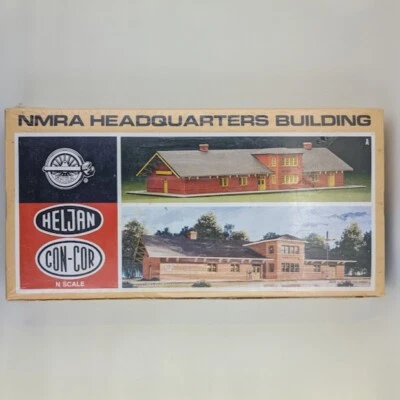 NMRA HEADQUARTERS BUILDING
HELJAN
CON-COR
N SCALE